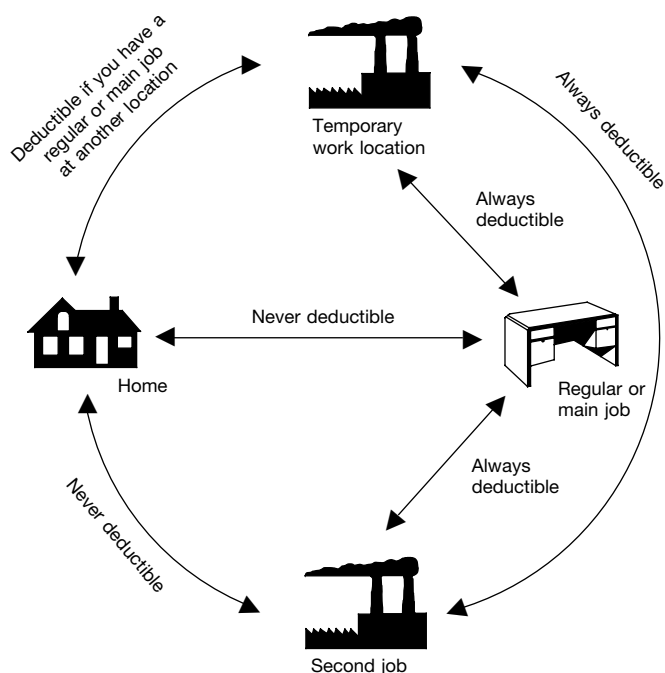 Deductible if you have a
regular or main job
at another location
Temporary
work location
Always deductible
Always
deductible
Never deductible
Home
Regular or
main job
Always
deductible
Never deductible
Second job